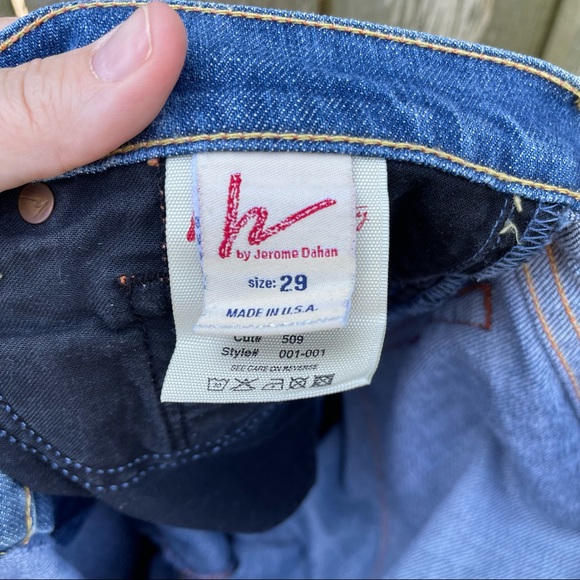 h
by Jerome Dahan
size: 29
MADE IN U.S.A.
Cut# 509
Style# 001-001
SEE CARE ON REVERSE